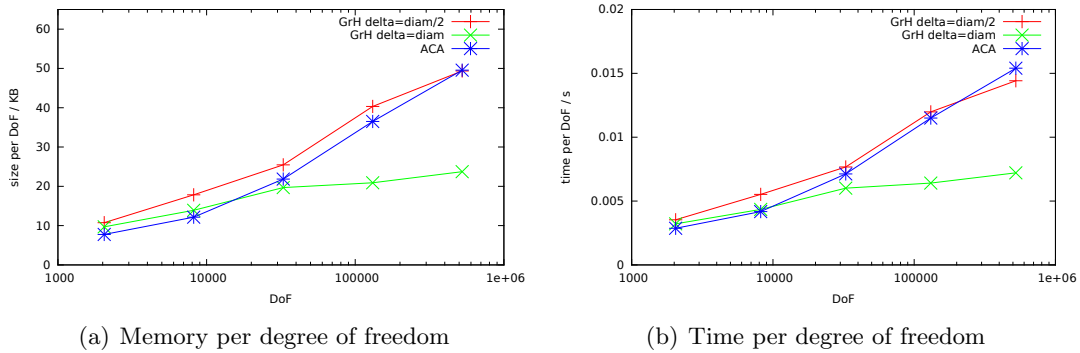 GrH delta=diam/2
GrH delta=diam
ACA
size per DoF / KB
60
50
40
30
20
10
0
1000
10000
100000
1e+06
DoF
(a) Memory per degree of freedom
GrH delta=diam/2
GrH delta=diam
ACA
time per DoF / s
0.02
0.015
0.01
0.005
0
1000
10000
100000
1e+06
DoF
(b) Time per degree of freedom